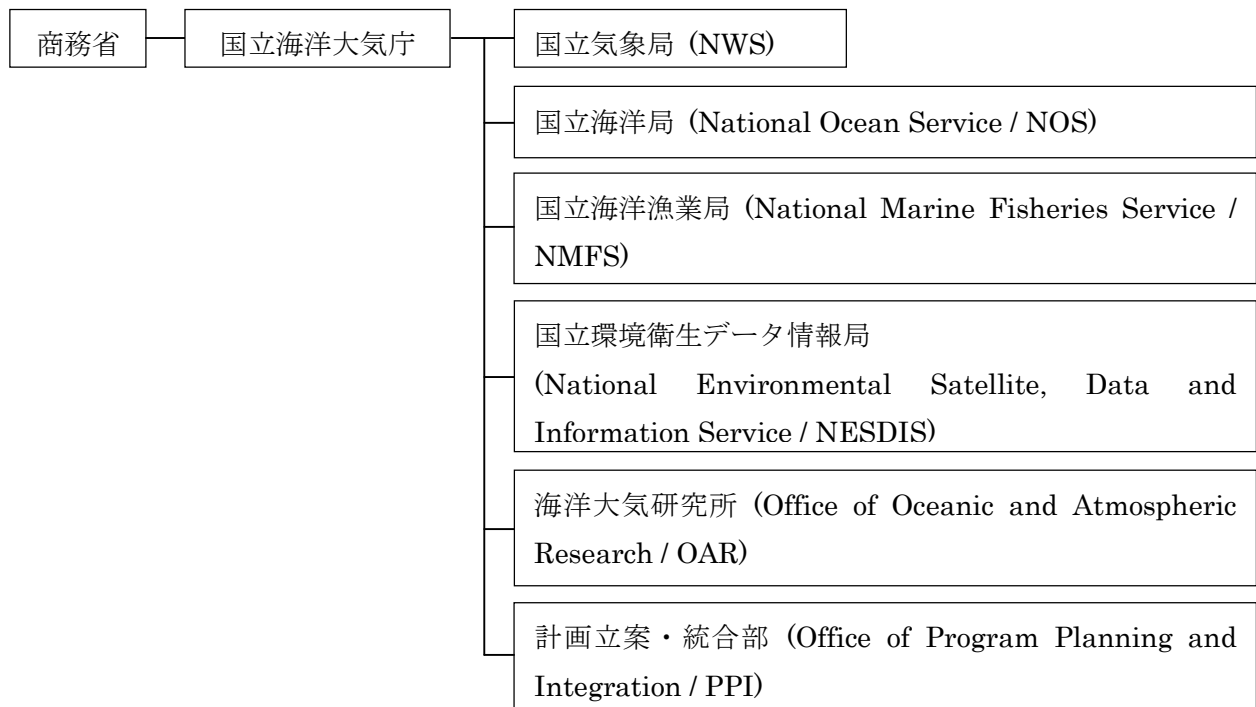 商務省
国立海洋大気庁
国立気象局 (NWS)
国立海洋局 (National Ocean Service / NOS)
国立海洋漁業局 (National Marine Fisheries Service /
NMFS)
国立環境衛生データ情報局
(National Environmental Satellite, Data and
Information Service / NESDIS)
海洋大気研究所 (Office of Oceanic and Atmospheric
Research / OAR)
計画立案・統合部 (Office of Program Planning and
Integration / PPI)